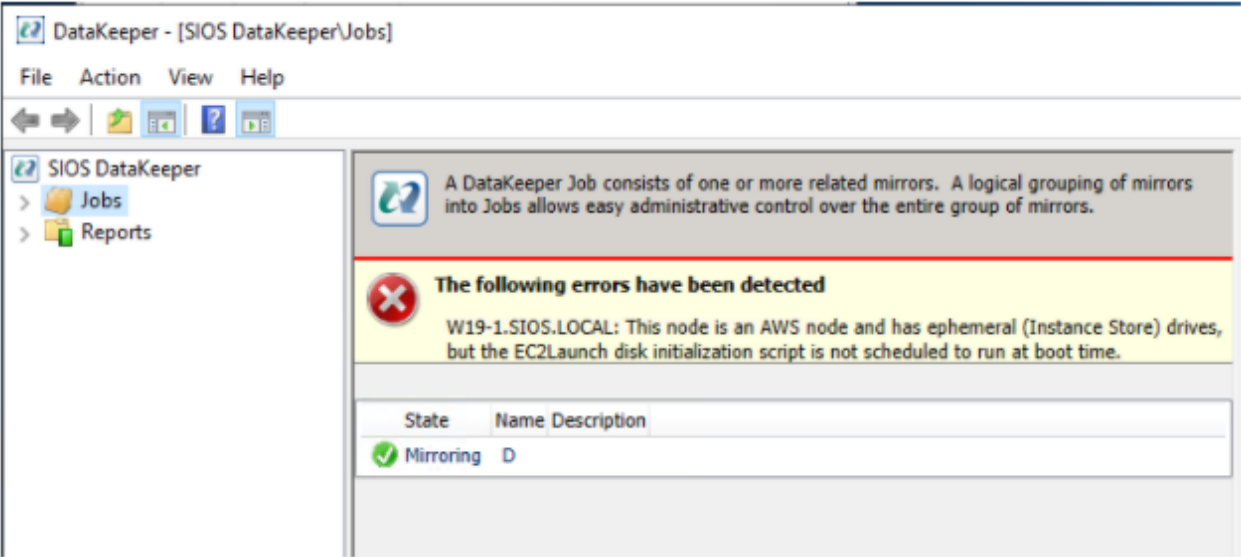 DataKeeper - [SIOS DataKeeper\Jobs]
File Action View Help
SIOS DataKeeper
Jobs
Reports
A DataKeeper Job consists of one or more related mirrors. A logical grouping of mirrors
into Jobs allows easy administrative control over the entire group of mirrors.
The following errors have been detected
W19-1.SIOS.LOCAL: This node is an AWS node and has ephemeral (Instance Store) drives,
but the EC2Launch disk initialization script is not scheduled to run at boot time.
State Name Description
Mirroring D